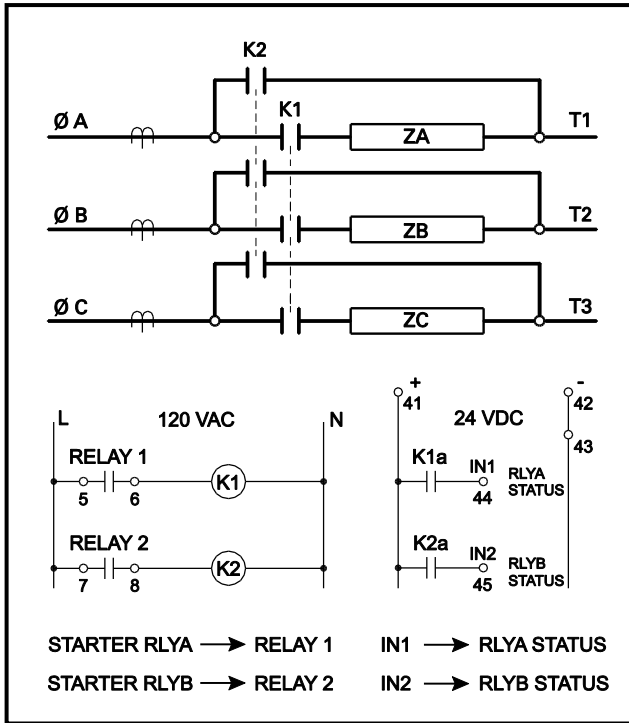 K2
K1
Ø A
ZA
T1
Ø B
ZB
T2
Ø C
ZC
T3
L 120 VAC N
RELAY 1
5 6 K1
RELAY 2
7 8 K2
+ 41 24 VDC - 42
43
K1a IN1 44 RLYA STATUS
K2a IN2 45 RLYB STATUS
STARTER RLYA → RELAY 1 IN1 → RLYA STATUS
STARTER RLYB → RELAY 2 IN2 → RLYB STATUS